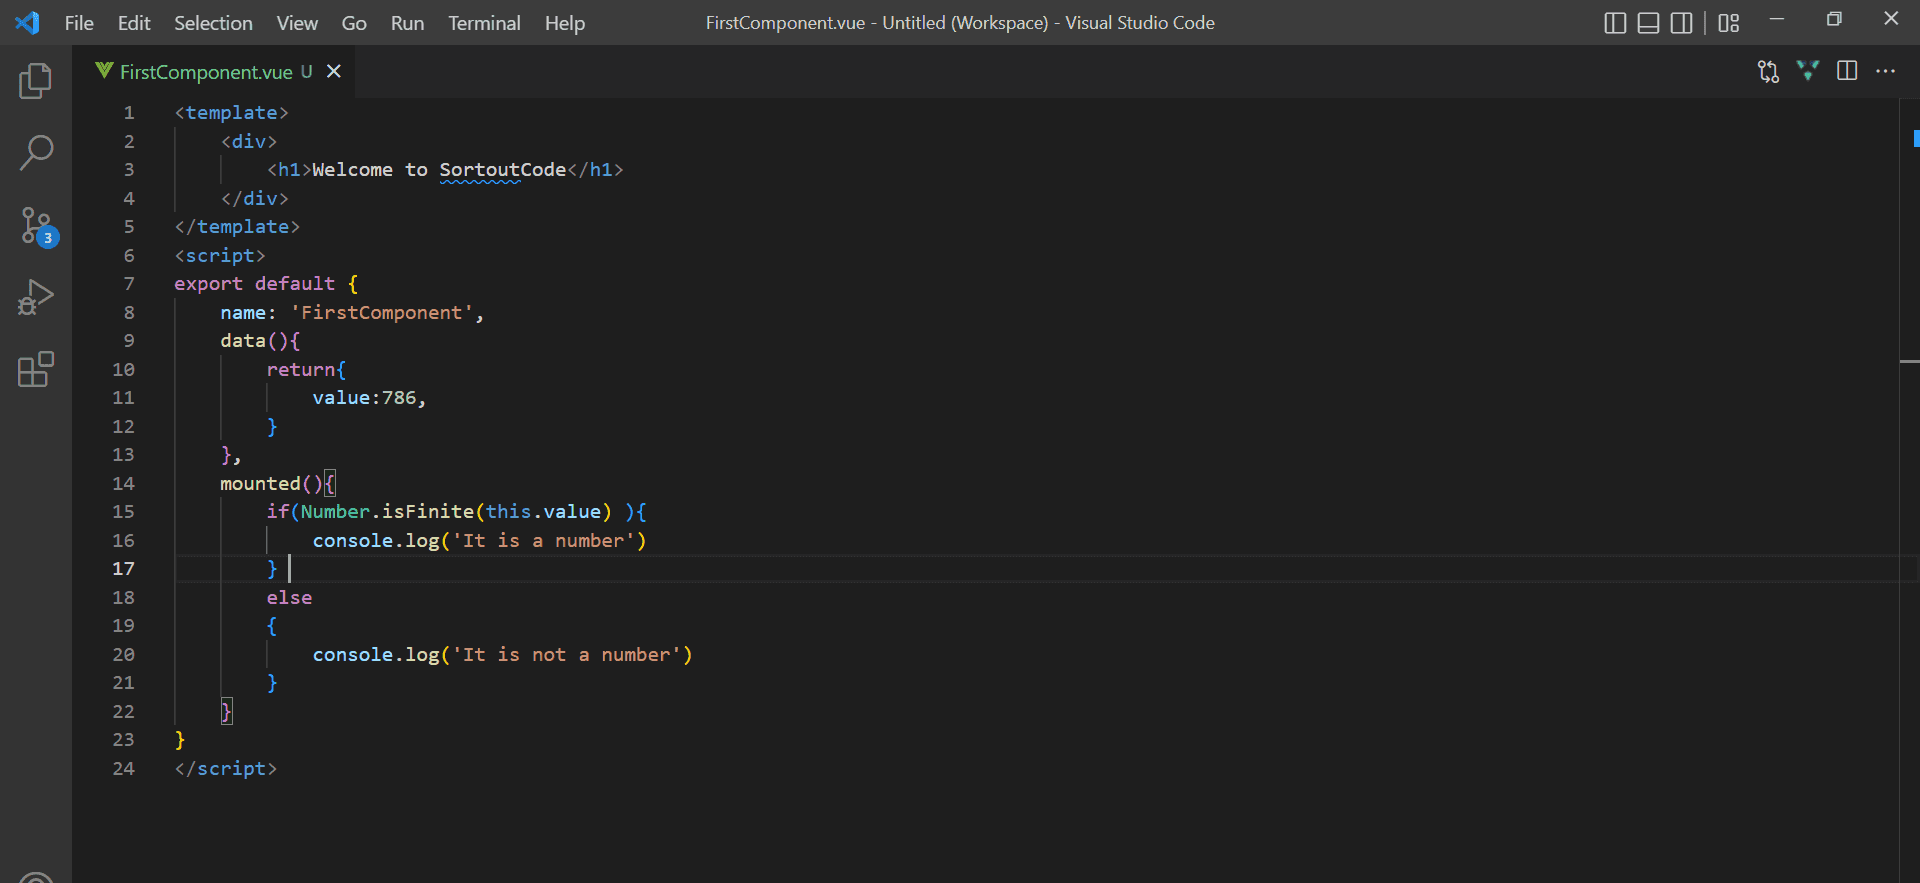 File Edit Selection View Go Run Terminal Help FirstComponent.vue - Untitled (Workspace) - Visual Studio Code
FirstComponent.vue U
1 <template>
2 <div>
3 <h1>Welcome to SortoutCode</h1>
4 </div>
5 </template>
6 <script>
7 export default {
8 name: 'FirstComponent',
9 data(){
10 return{
11 value:786,
12 }
13 },
14 mounted(){
15 if(Number.isFinite(this.value) ){
16 console.log('It is a number')
17 }
18 else
19 {
20 console.log('It is not a number')
21 }
22 }
23 }
24 </script>
3